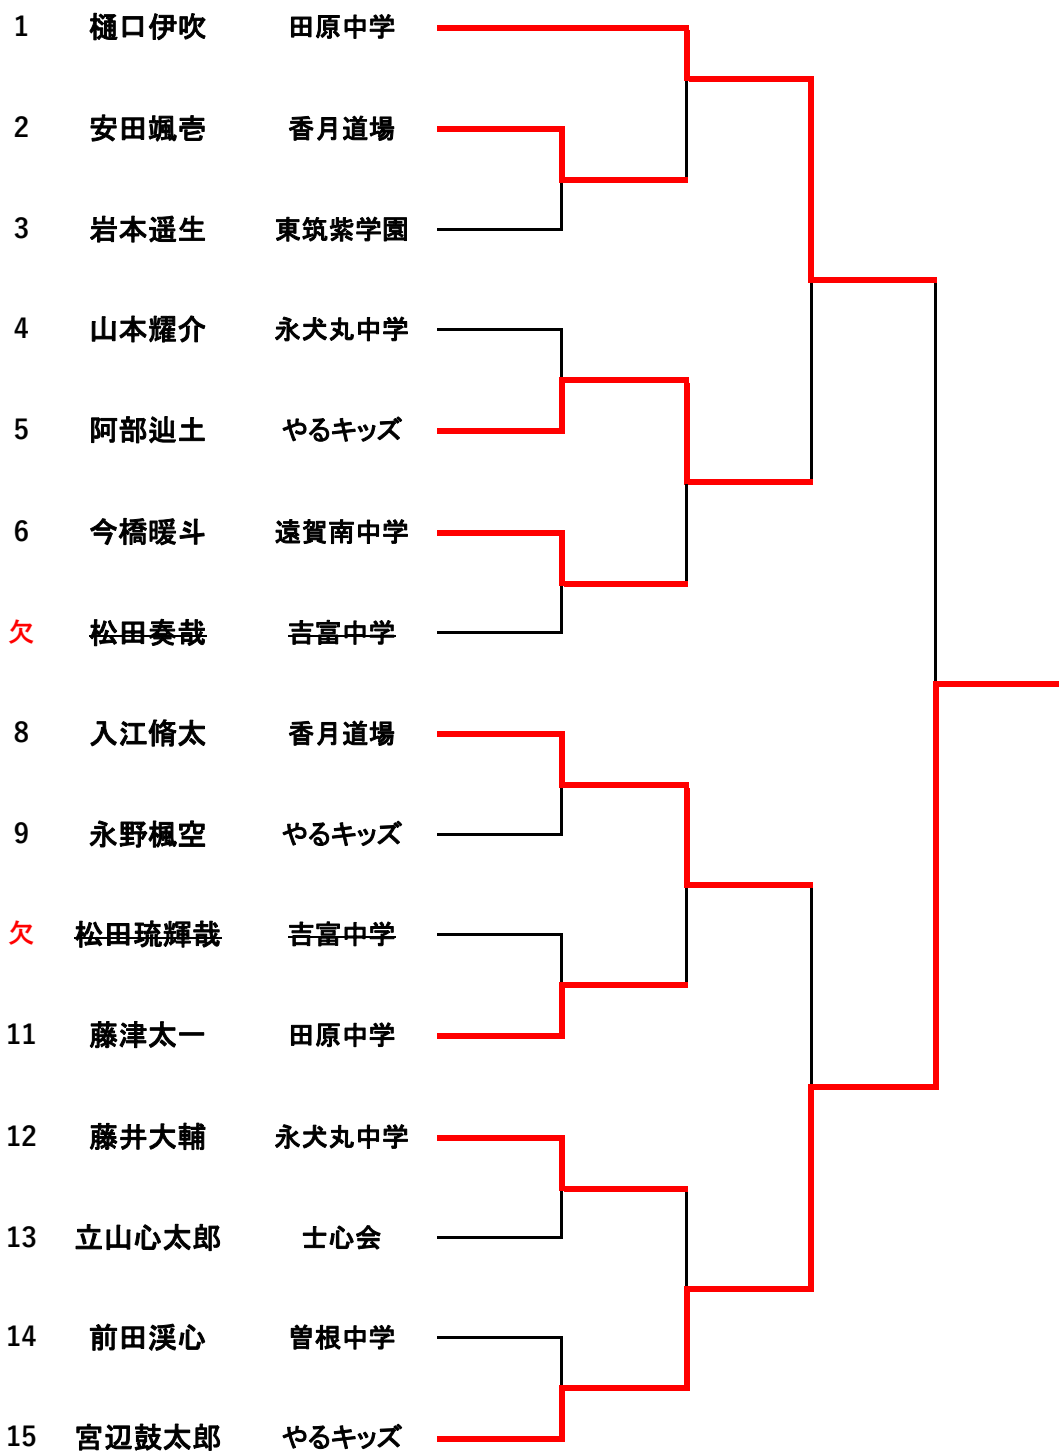 1 樋口伊吹 田原中学
2 安田颯壱 香月道場
3 岩本遥生 東筑紫学園
4 山本耀介 永犬丸中学
5 阿部辿土 やるキッズ
6 今橋暖斗 遠賀南中学
欠 松田奏哉 吉富中学
8 入江脩太 香月道場
9 永野楓空 やるキッズ
欠 松田琉輝哉 吉富中学
11 藤津太一 田原中学
12 藤井大輔 永犬丸中学
13 立山心太郎 士心会
14 前田渓心 曽根中学
15 宮辺鼓太郎 やるキッズ